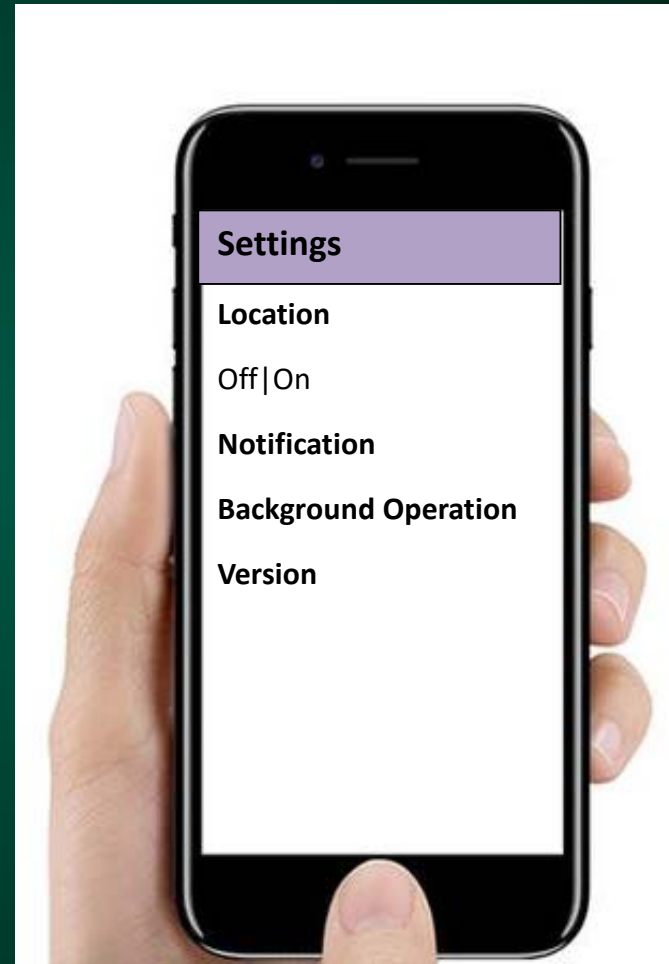 Settings
Location
Off|On
Notification
Background Operation
Version